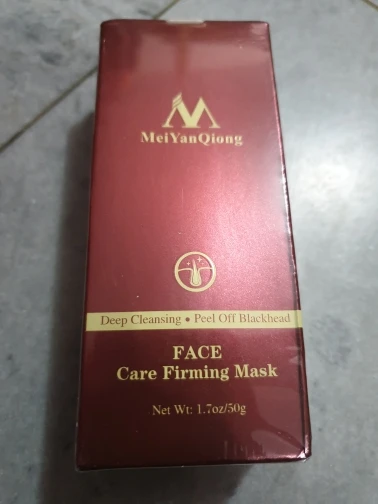 MeiYanQiong
Deep Cleansing • Peel Off Blackhead
FACE
Care Firming Mask
Net Wt: 1.7oz/50g